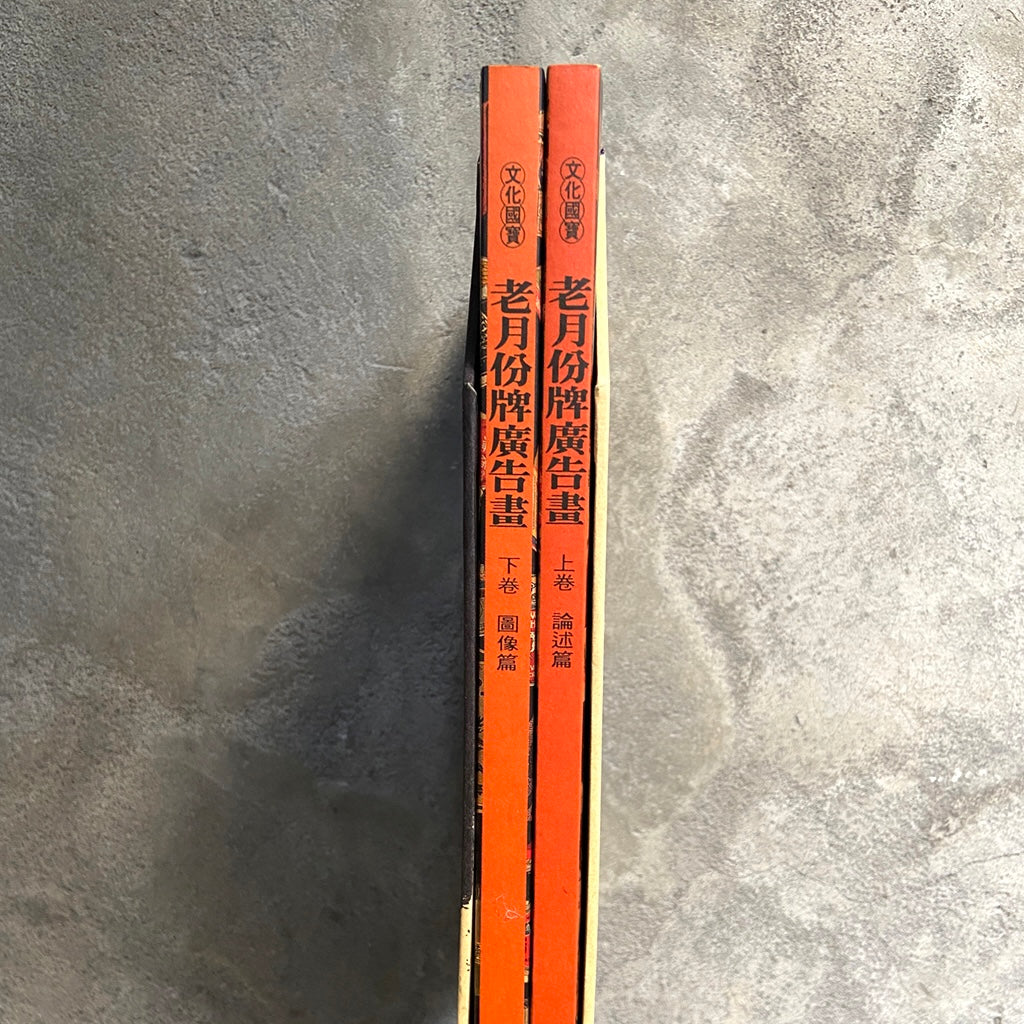 文化國寶
老月份牌廣告畫
上卷 論述篇
文化國寶
老月份牌廣告畫
下卷 圖像篇